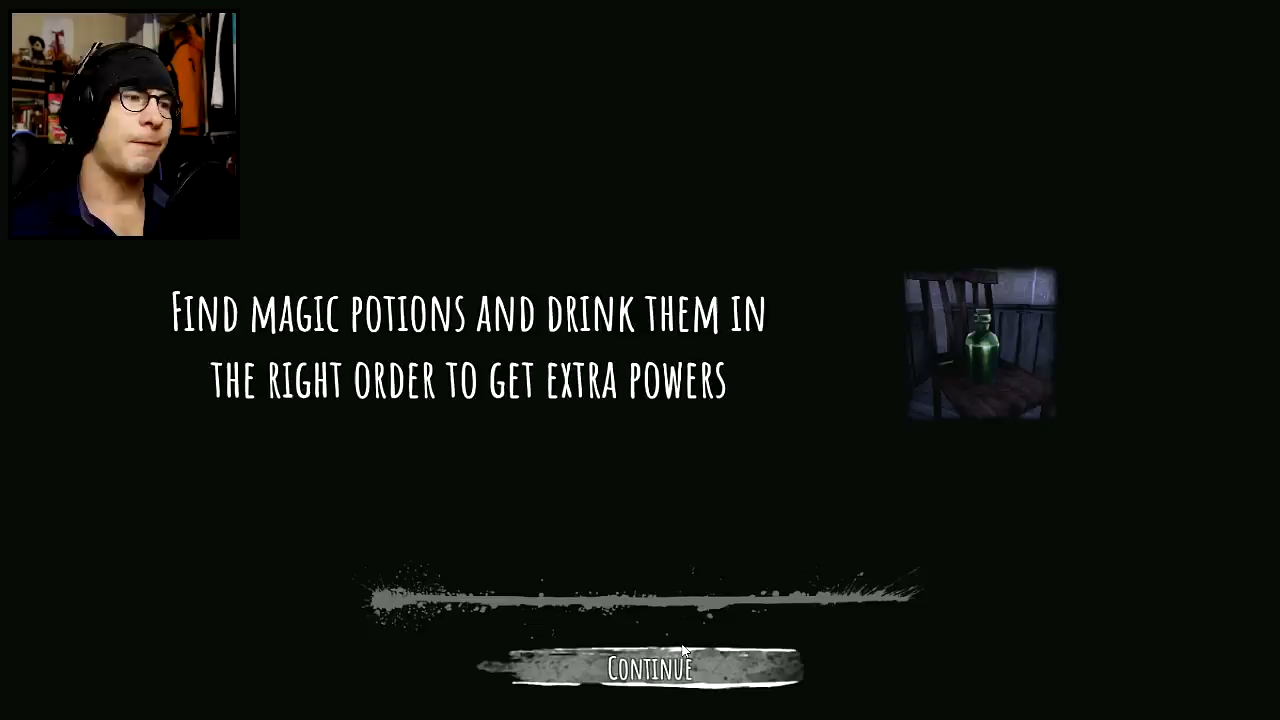 Find magic potions and drink them in
the right order to get extra powers
Continue